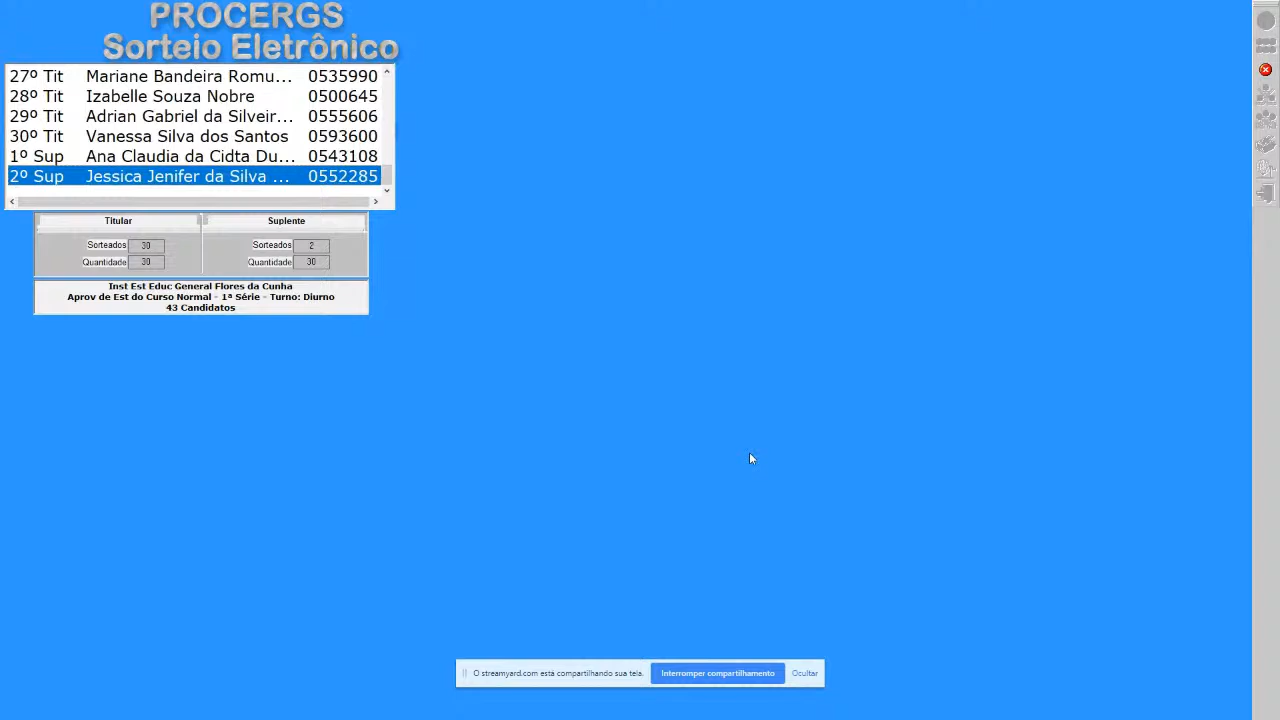 PROCERGS
Sorteio Eletrônico
27º Tit Mariane Bandeira Romu... 0535990
28º Tit Izabelle Souza Nobre 0500645
29º Tit Adrian Gabriel da Silveir... 0555606
30º Tit Vanessa Silva dos Santos 0593600
1º Sup Ana Claudia da Cidta Du... 0543108
2º Sup Jessica Jenifer da Silva ... 0552285
Titular Suplente
Sorteados 30 Sorteados 2
Quantidade 30 Quantidade 30
Inst Est Educ General Flores da Cunha
Aprov de Est do Curso Normal - 1ª Série - Turno: Diurno
43 Candidatos
O streamyard.com está compartilhando sua tela. Interromper compartilhamento Ocultar